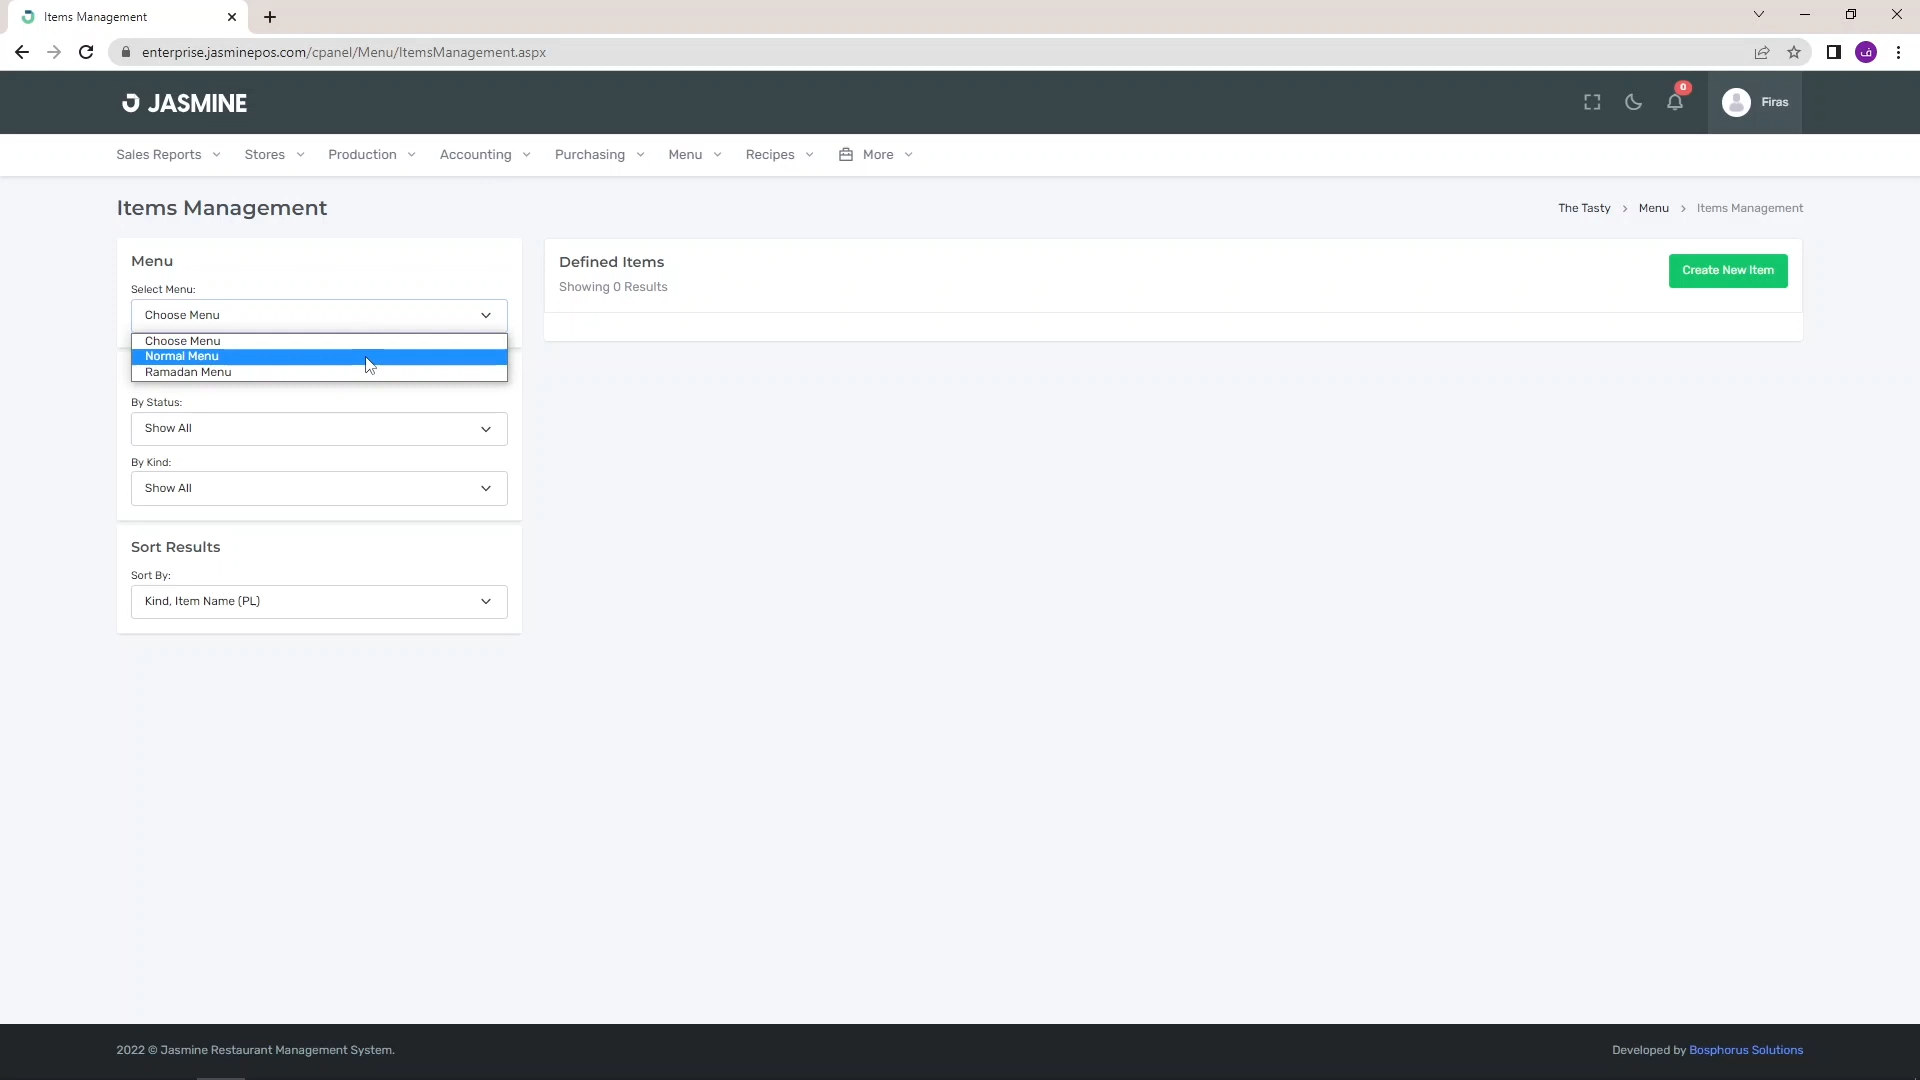 Items Management
enterprise.jasminepos.com/cpanel/Menu/ItemsManagement.aspx
ف
JASMINE
0
Firas
Sales Reports
Stores
Production
Accounting
Purchasing
Menu
Recipes
More
Items Management
The Tasty > Menu > Items Management
Menu
Select Menu:
Choose Menu
Choose Menu
Normal Menu
Ramadan Menu
By Status:
Show All
By Kind:
Show All
Sort Results
Sort By:
Kind, Item Name (PL)
Defined Items
Showing 0 Results
Create New Item
2022 © Jasmine Restaurant Management System.
Developed by Bosphorus Solutions